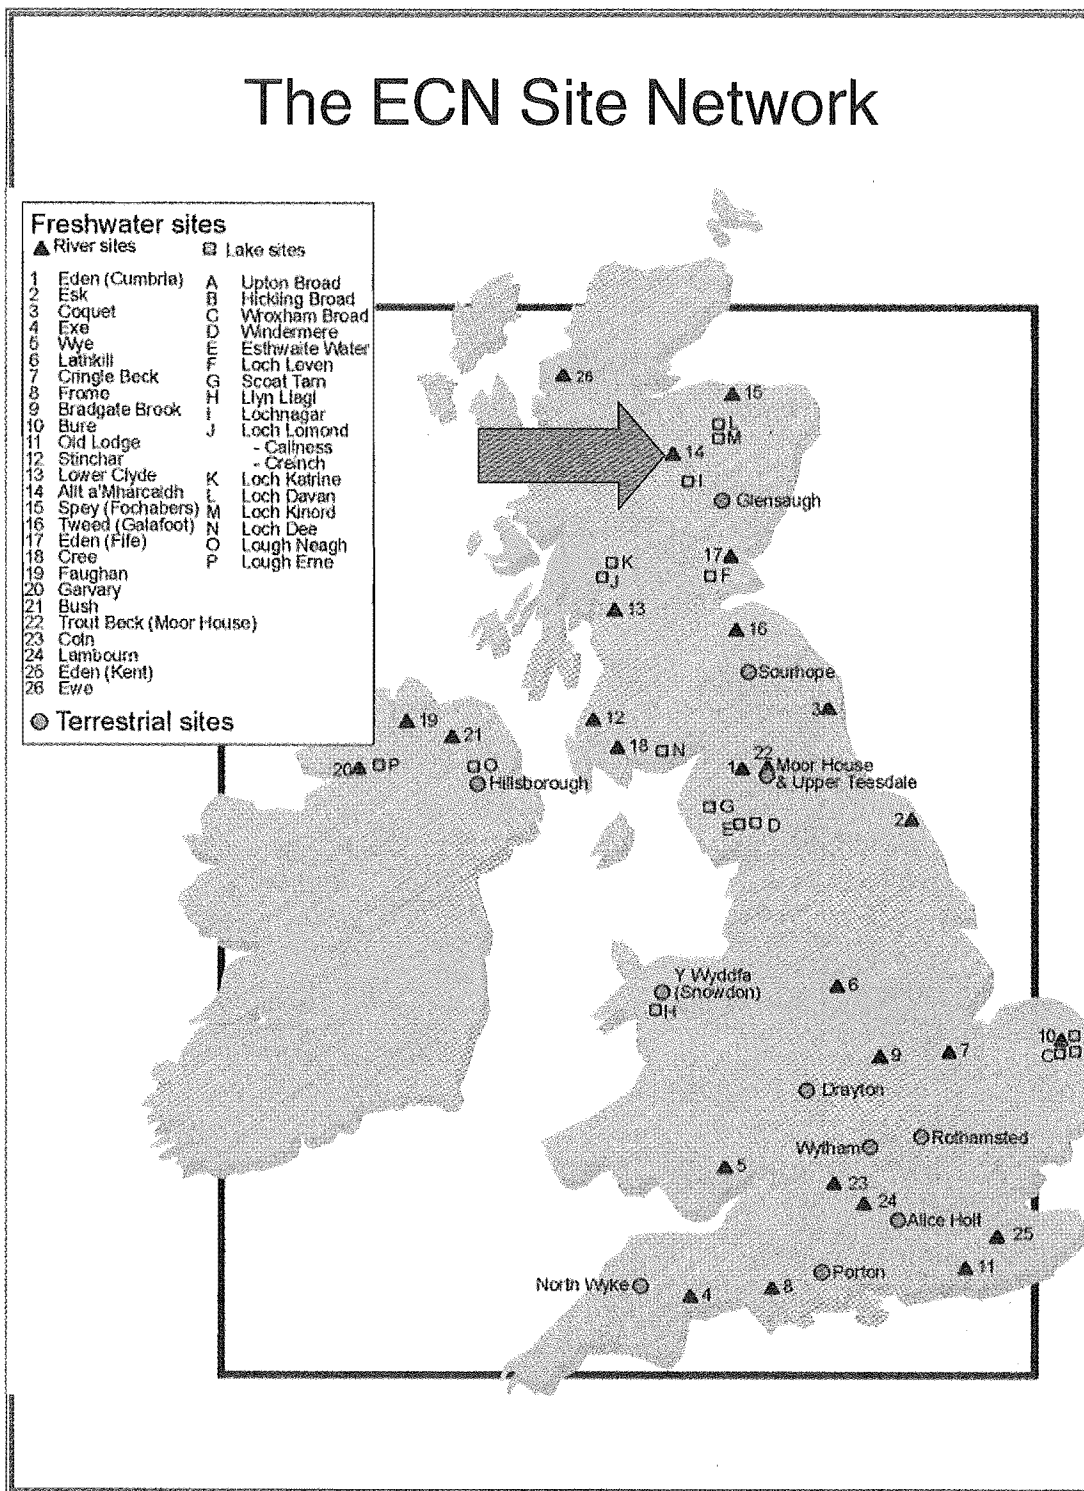 The ECN Site Network
Freshwater sites
River sites
Lake sites
1 Eden (Cumbria)
2 Esk
3 Coquet
4 Exe
5 Wye
6 Lathkill
7 Cringle Beck
8 Frome
9 Bradgate Brook
10 Bure
11 Old Lodge
12 Stinchar
13 Lower Clyde
14 Allt a'Mharcaidh
15 Spey (Fochabers)
16 Tweed (Galafoot)
17 Eden (Fife)
18 Cree
19 Faughan
20 Garvary
21 Bush
22 Trout Beck (Moor House)
23 Coln
24 Lambourn
25 Eden (Kent)
26 Ewe
A Upton Broad
B Hickling Broad
C Wroxham Broad
D Windermere
E Esthwaite Water
F Loch Leven
G Scoat Tarn
H Llyn Llagi
I Lochnagar
J Loch Lomond
- Cailness
- Creinch
K Loch Katrine
L Loch Davan
M Loch Kinord
N Loch Dee
O Lough Neagh
P Lough Erne
Terrestrial sites
26
15
L
M
14
I
Glensaugh
17
K
J
F
13
16
Sourhope
3
19
21
12
18
N
20
P
O
Hillsborough
22
1
Moor House
& Upper Teesdale
G
E
D
2
Y Wyddfa
(Snowdon)
H
6
10
C
9
7
Drayton
Rothamsted
Wytham
5
23
24
Alice Holt
25
11
Porton
North Wyke
4
8